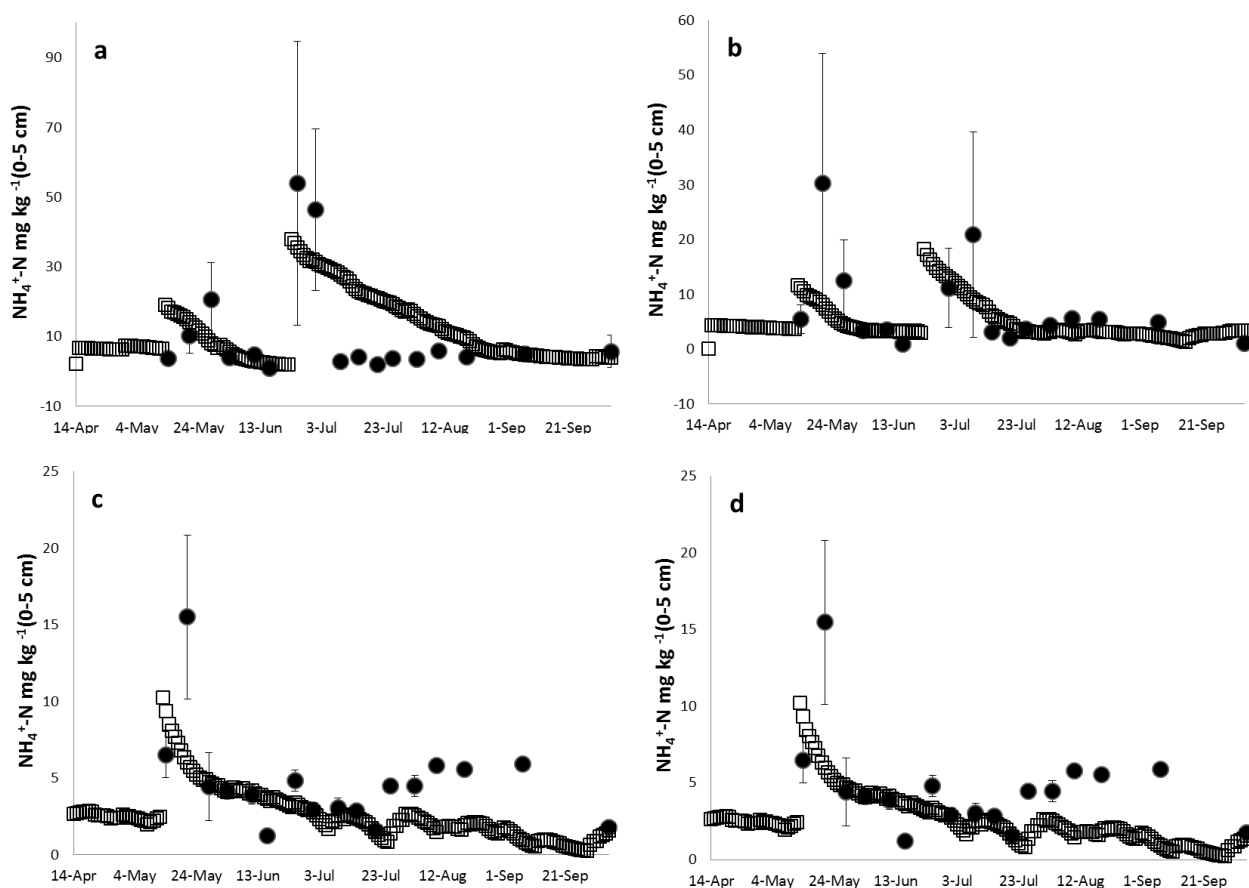 a
NH₄⁺-N mg kg ⁻¹(0-5 cm)
90
70
50
30
10
-10
14-Apr 4-May 24-May 13-Jun 3-Jul 23-Jul 12-Aug 1-Sep 21-Sep
b
NH₄⁺-N mg kg ⁻¹(0-5 cm)
60
50
40
30
20
10
0
-10
14-Apr 4-May 24-May 13-Jun 3-Jul 23-Jul 12-Aug 1-Sep 21-Sep
c
NH₄⁺-N mg kg ⁻¹(0-5 cm)
25
20
15
10
5
0
14-Apr 4-May 24-May 13-Jun 3-Jul 23-Jul 12-Aug 1-Sep 21-Sep
d
NH₄⁺-N mg kg ⁻¹(0-5 cm)
25
20
15
10
5
0
14-Apr 4-May 24-May 13-Jun 3-Jul 23-Jul 12-Aug 1-Sep 21-Sep